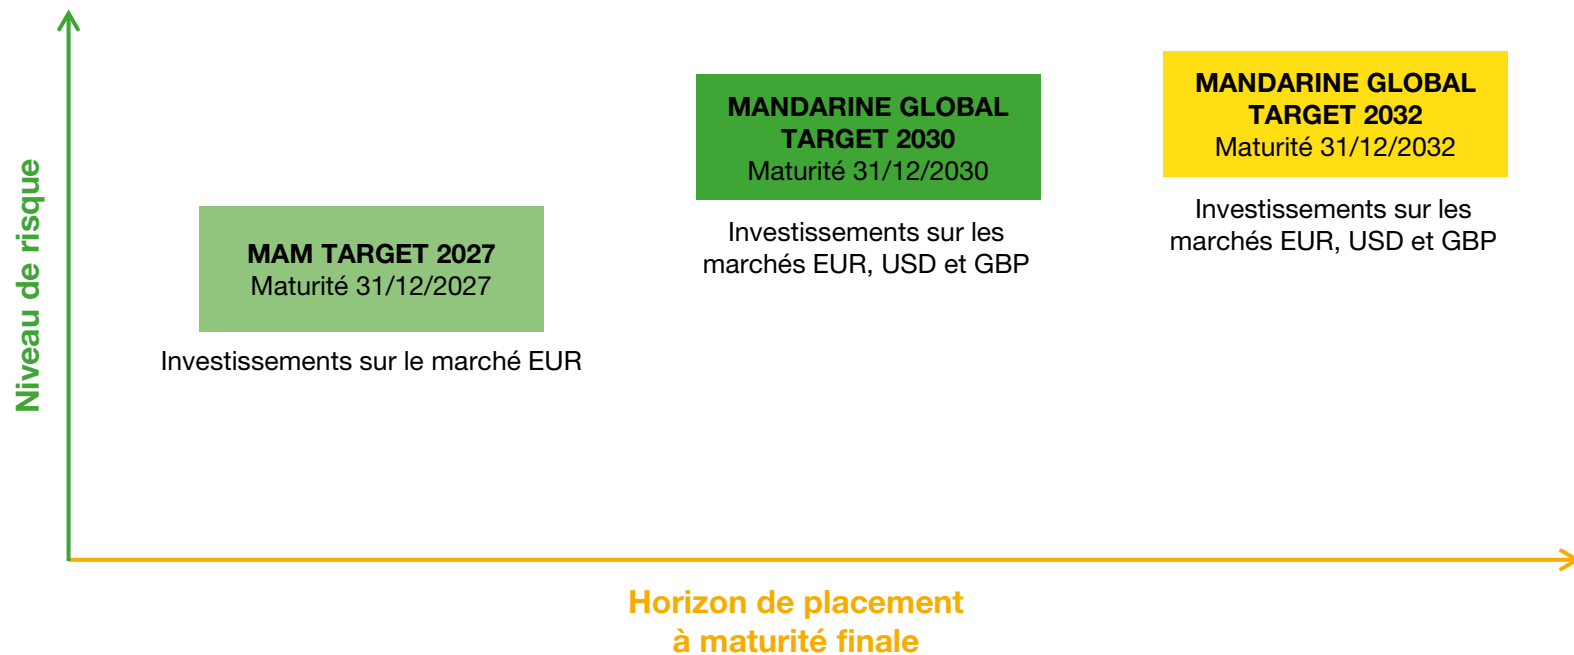 Niveau de risque
MAM TARGET 2027
Maturité 31/12/2027
Investissements sur le marché EUR
MANDARINE GLOBAL
TARGET 2030
Maturité 31/12/2030
Investissements sur les
marchés EUR, USD et GBP
MANDARINE GLOBAL
TARGET 2032
Maturité 31/12/2032
Investissements sur les
marchés EUR, USD et GBP
Horizon de placement
à maturité finale